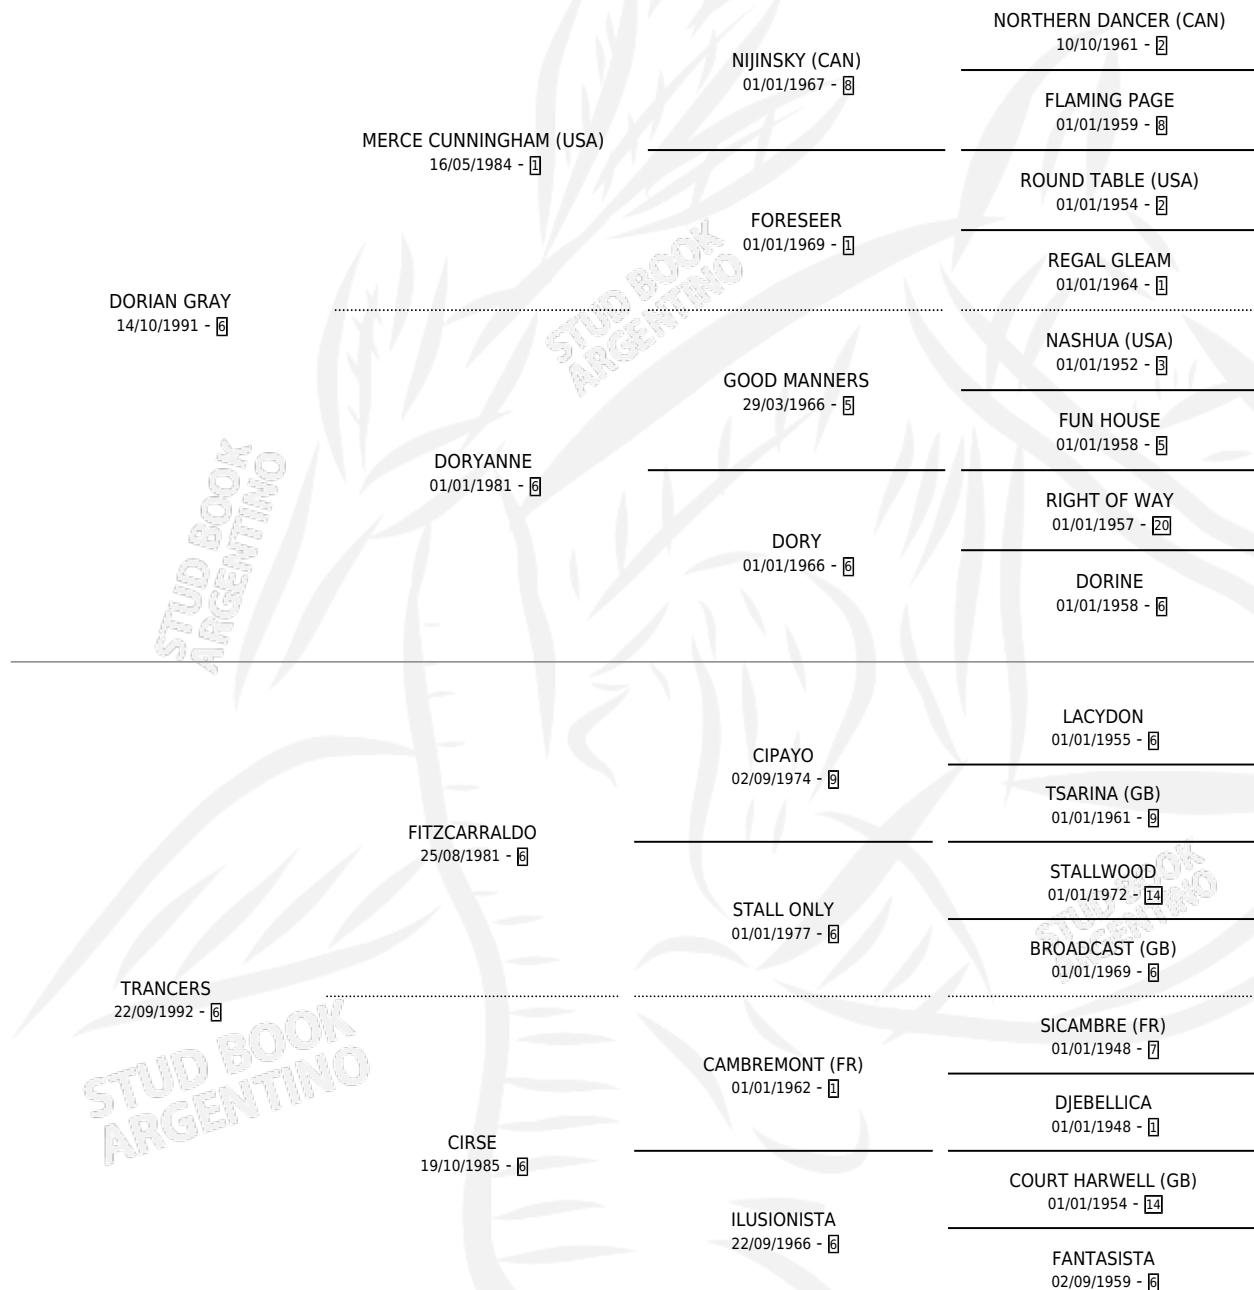 NORTHERN DANCER (CAN)
10/10/1961 - 2
NIJINSKY (CAN)
01/01/1967 - 8
FLAMING PAGE
01/01/1959 - 8
MERCE CUNNINGHAM (USA)
16/05/1984 - 1
ROUND TABLE (USA)
01/01/1954 - 2
FORESEER
01/01/1969 - 1
REGAL GLEAM
01/01/1964 - 1
DORIAN GRAY
14/10/1991 - 6
STUD BOOK
ARGENTINO
NASHUA (USA)
01/01/1952 - 3
GOOD MANNERS
29/03/1966 - 5
FUN HOUSE
01/01/1958 - 5
DORYANNE
01/01/1981 - 6
RIGHT OF WAY
01/01/1957 - 20
DORY
01/01/1966 - 6
DORINE
01/01/1958 - 6
STUD BOOK
ARGENTINO
LACYDON
01/01/1955 - 6
CIPAYO
02/09/1974 - 9
TSARINA (GB)
01/01/1961 - 9
FITZCARRALDO
25/08/1981 - 6
STALLWOOD
01/01/1972 - 14
STALL ONLY
01/01/1977 - 6
STUD BOOK
ARGENTINO
BROADCAST (GB)
01/01/1969 - 6
TRANCERS
22/09/1992 - 6
STUD BOOK
ARGENTINO
SICAMBRE (FR)
01/01/1948 - 7
CAMBREMONT (FR)
01/01/1962 - 1
DJEBELLICA
01/01/1948 - 1
CIRSE
19/10/1985 - 6
COURT HARWELL (GB)
01/01/1954 - 14
ILUSIONISTA
22/09/1966 - 6
FANTASISTA
02/09/1959 - 6